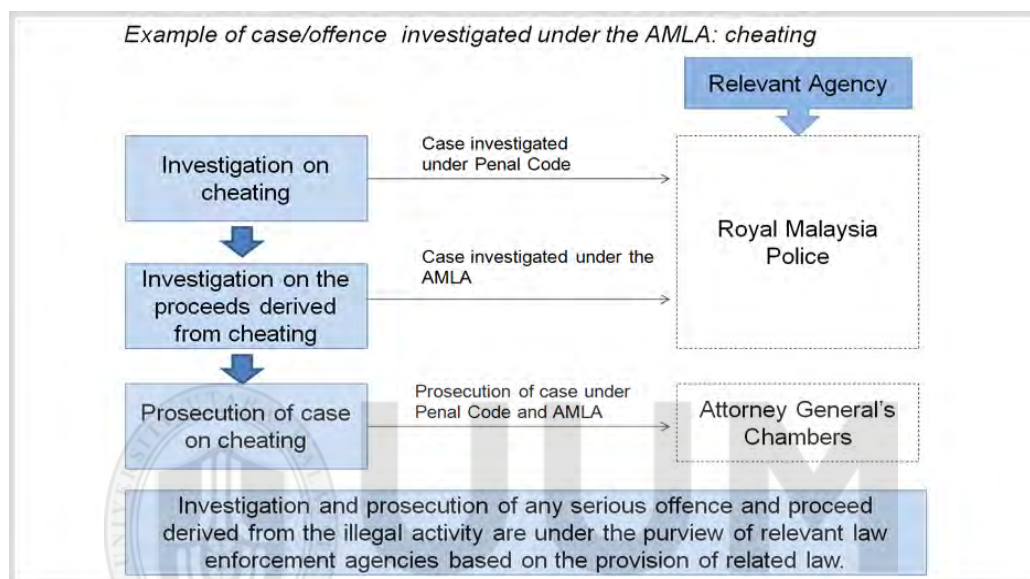 Example of case/offence investigated under the AMLA: cheating
Relevant Agency
Investigation on
cheating
Case investigated
under Penal Code
Royal Malaysia
Police
Investigation on the
proceeds derived
from cheating
Case investigated under the
AMLA
Prosecution of case
on cheating
Prosecution of case under
Penal Code and AMLA
Attorney General's
Chambers
Investigation and prosecution of any serious offence and proceed
derived from the illegal activity are under the purview of relevant law
enforcement agencies based on the provision of related law.
UUM